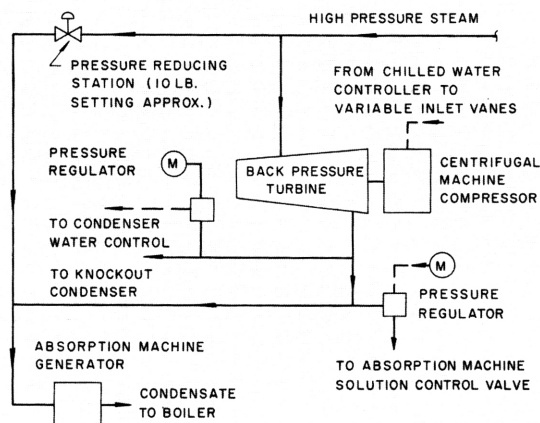 HIGH PRESSURE STEAM
PRESSURE REDUCING
STATION (10 LB.
SETTING APPROX.)
FROM CHILLED WATER
CONTROLLER TO
VARIABLE INLET VANES
PRESSURE
REGULATOR
M
BACK PRESSURE
TURBINE
CENTRIFUGAL
MACHINE
COMPRESSOR
TO CONDENSER
WATER CONTROL
TO KNOCKOUT
CONDENSER
M
PRESSURE
REGULATOR
ABSORPTION MACHINE
GENERATOR
CONDENSATE
TO BOILER
TO ABSORPTION MACHINE
SOLUTION CONTROL VALVE